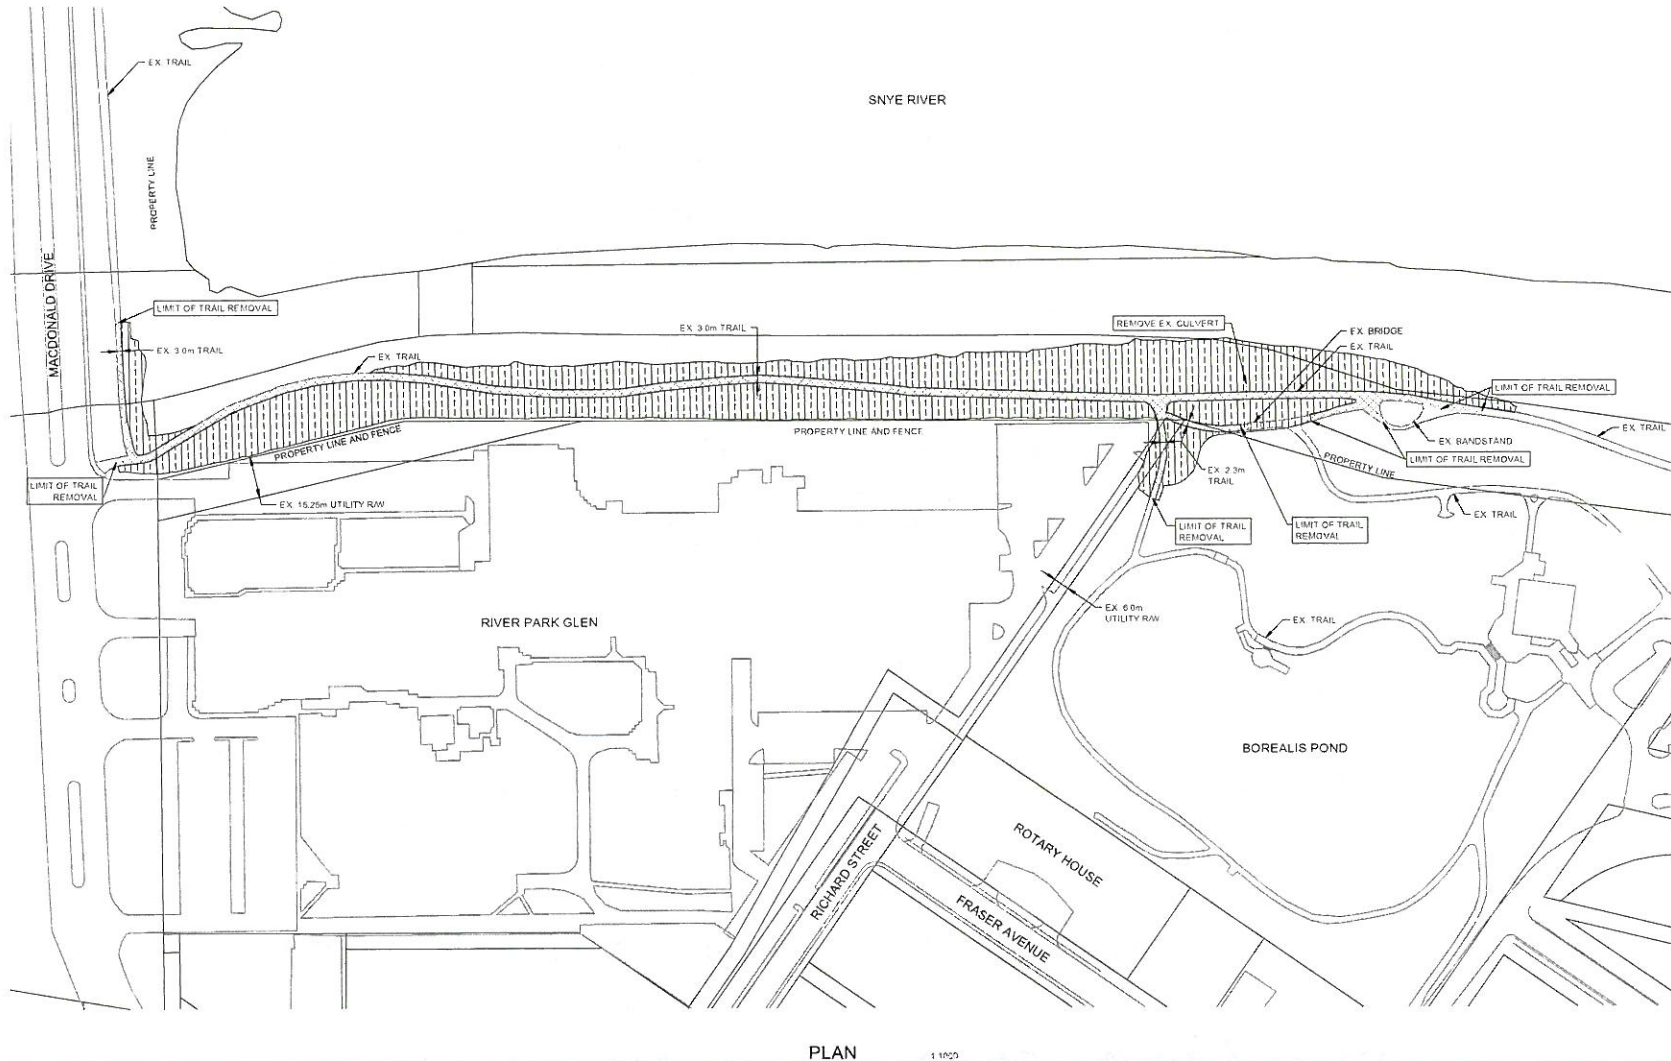 EX. TRAIL
SNYE RIVER
PROPERTY LINE
MACDONALD DRIVE
LIMIT OF TRAIL REMOVAL
EX. 3.0m TRAIL
EX. TRAIL
EX. 3.0m TRAIL
REMOVE EX. CULVERT
EX. BRIDGE
EX. TRAIL
LIMIT OF TRAIL REMOVAL
EX. TRAIL
EX. BANDSTAND
LIMIT OF TRAIL REMOVAL
PROPERTY LINE AND FENCE
PROPERTY LINE AND FENCE
PROPERTY LINE
EX. 2.3m
TRAIL
LIMIT OF TRAIL
REMOVAL
EX. 15.25m UTILITY R/W
EX. TRAIL
LIMIT OF TRAIL
REMOVAL
LIMIT OF TRAIL
REMOVAL
EX. 6.0m
UTILITY R/W
EX. TRAIL
RIVER PARK GLEN
BOREALIS POND
ROTARY HOUSE
RICHARD STREET
FRASER AVENUE
PLAN